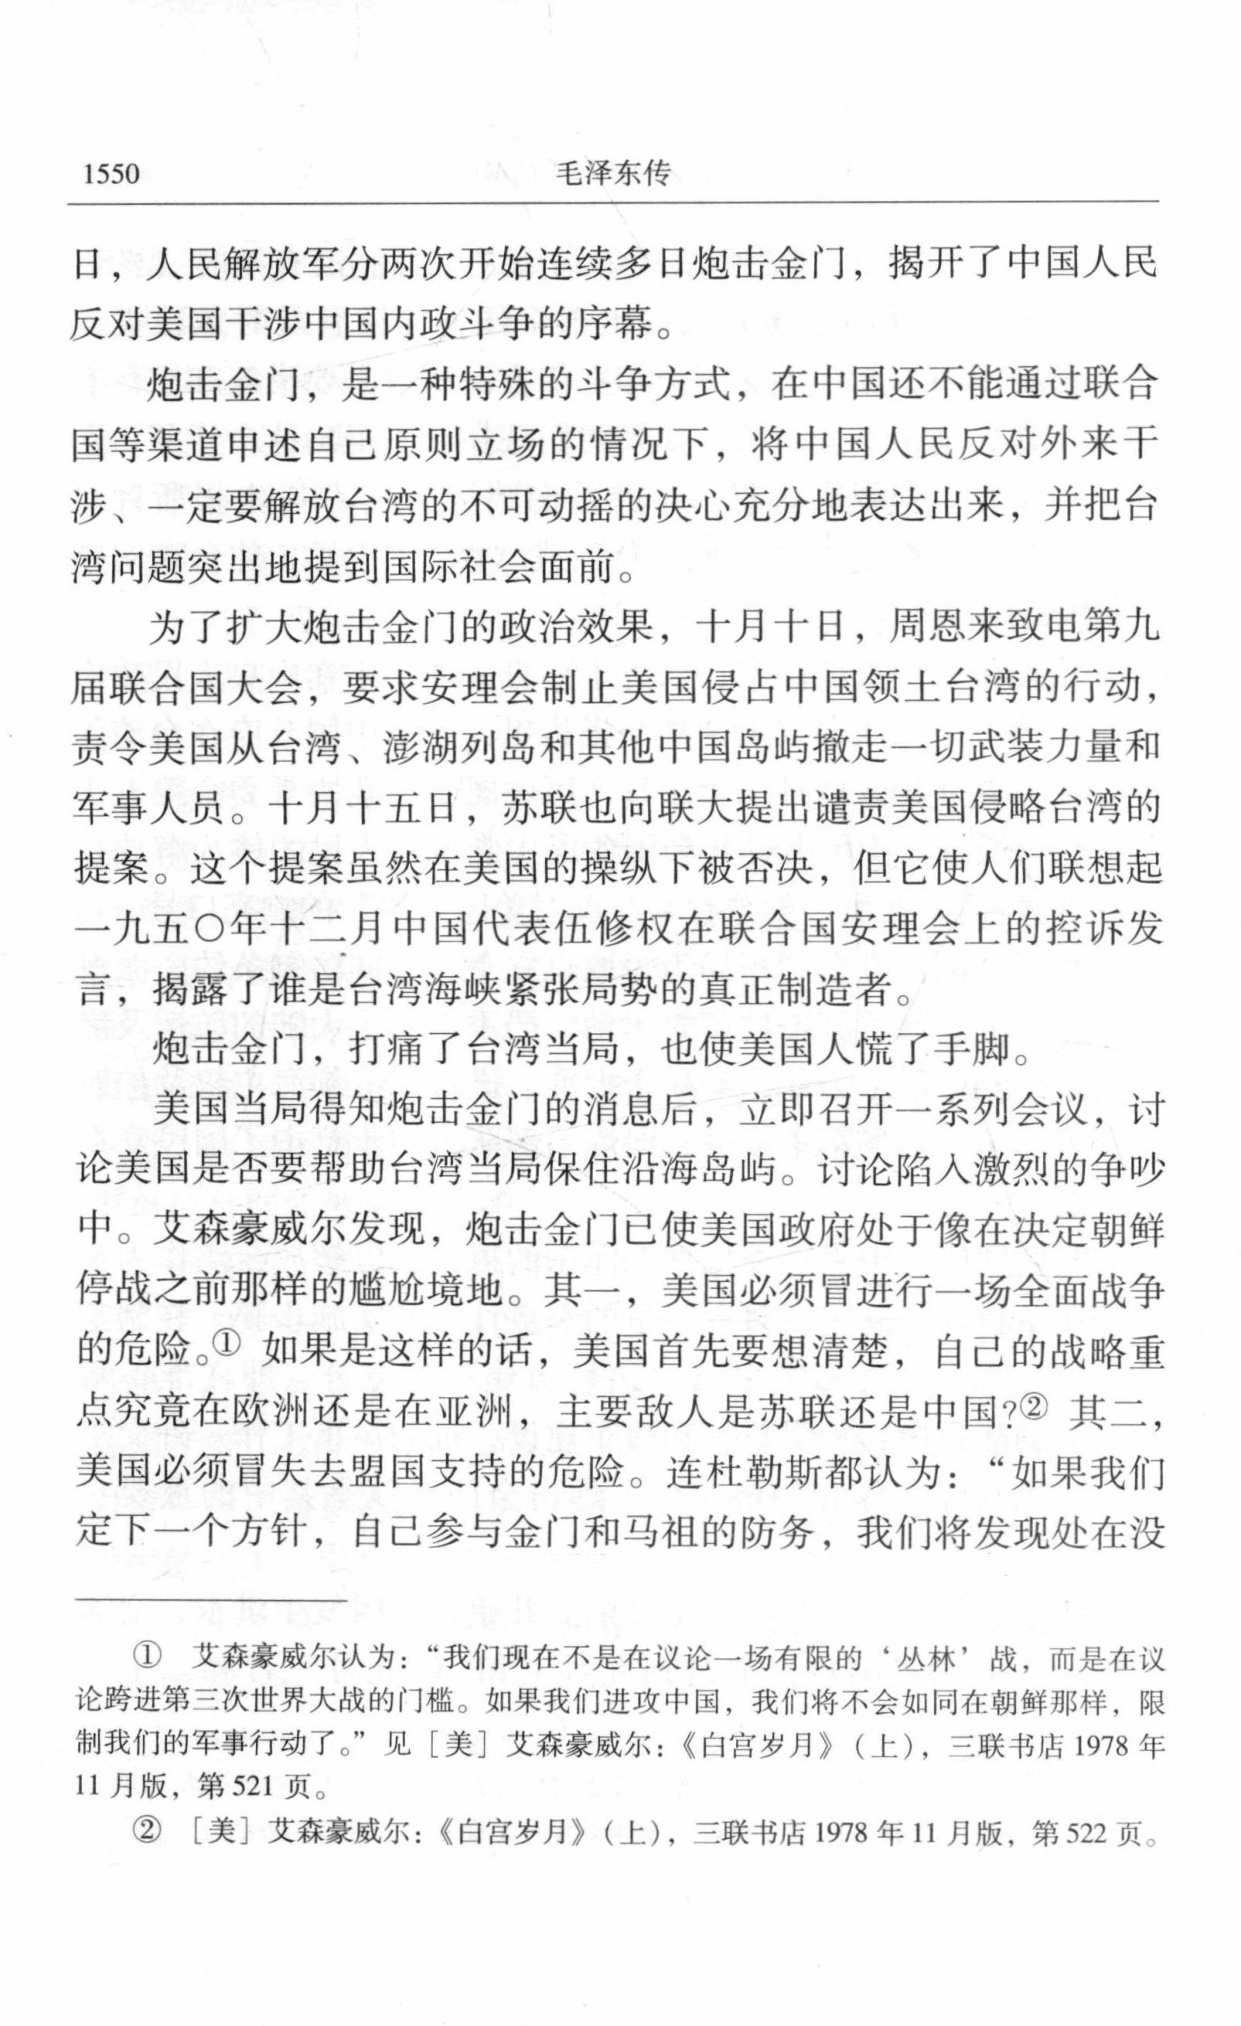 1550 毛泽东传
日，人民解放军分两次开始连续多日炮击金门，揭开了中国人民
反对美国干涉中国内政斗争的序幕。
炮击金门，是一种特殊的斗争方式，在中国还不能通过联合
国等渠道申述自己原则立场的情况下，将中国人民反对外来干
涉、一定要解放台湾的不可动摇的决心充分地表达出来，并把台
湾问题突出地提到国际社会面前。
为了扩大炮击金门的政治效果，十月十日，周恩来致电第九
届联合国大会，要求安理会制止美国侵占中国领土台湾的行动，
责令美国从台湾、澎湖列岛和其他中国岛屿撤走一切武装力量和
军事人员。十月十五日，苏联也向联大提出谴责美国侵略台湾的
提案。这个提案虽然在美国的操纵下被否决，但它使人们联想起
一九五〇年十二月中国代表伍修权在联合国安理会上的控诉发
言，揭露了谁是台湾海峡紧张局势的真正制造者。
炮击金门，打痛了台湾当局，也使美国人慌了手脚。
美国当局得知炮击金门的消息后，立即召开一系列会议，讨
论美国是否要帮助台湾当局保住沿海岛屿。讨论陷入激烈的争吵
中。艾森豪威尔发现，炮击金门已使美国政府处于像在决定朝鲜
停战之前那样的尴尬境地。其一，美国必须冒进行一场全面战争
的危险。① 如果是这样的话，美国首先要想清楚，自己的战略重
点究竟在欧洲还是在亚洲，主要敌人是苏联还是中国?② 其二，
美国必须冒失去盟国支持的危险。连杜勒斯都认为：“如果我们
定下一个方针，自己参与金门和马祖的防务，我们将发现处在没
① 艾森豪威尔认为：“我们现在不是在议论一场有限的‘丛林’战，而是在议
论跨进第三次世界大战的门槛。如果我们进攻中国，我们将不会如同在朝鲜那样，限
制我们的军事行动了。”见［美］艾森豪威尔：《白宫岁月》（上），三联书店 1978 年
11 月版，第 521 页。
② ［美］艾森豪威尔：《白宫岁月》（上），三联书店 1978 年 11 月版，第 522 页。